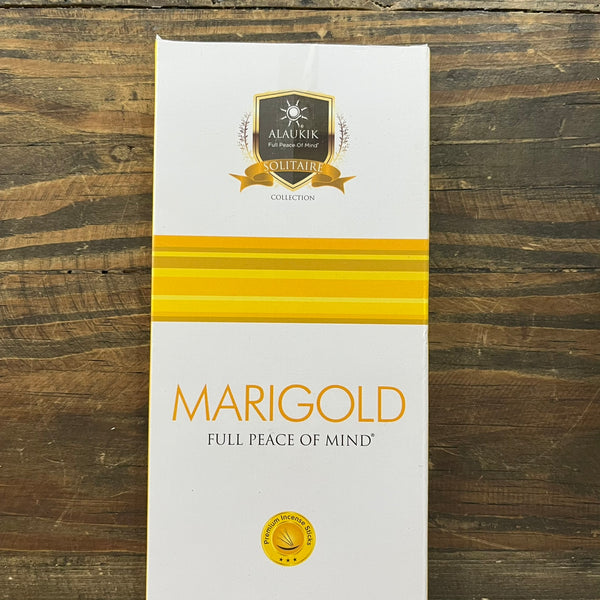 ALAUKIK®
Full Peace Of Mind®
SOLITAIRE
COLLECTION
MARIGOLD
FULL PEACE OF MIND®
Premium Incense Sticks